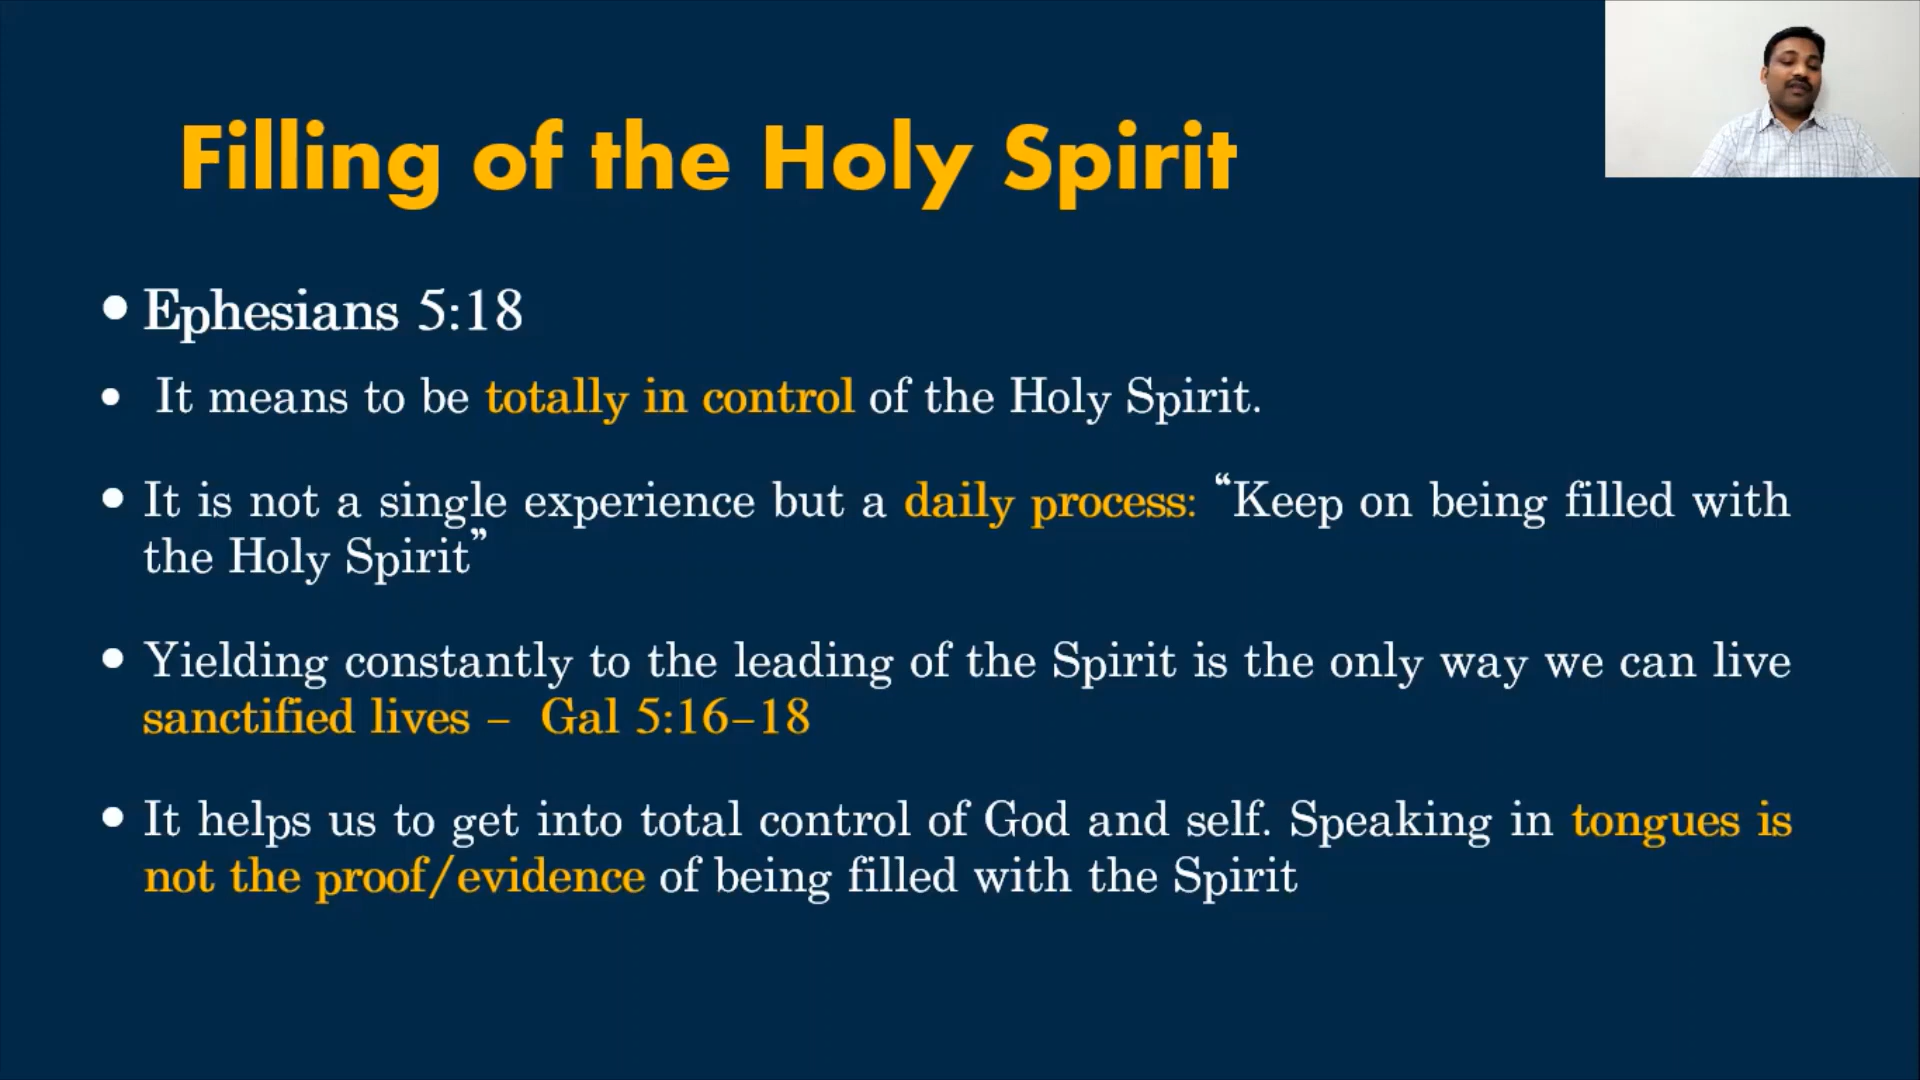 Filling of the Holy Spirit
• Ephesians 5:18
• It means to be totally in control of the Holy Spirit.
• It is not a single experience but a daily process: “Keep on being filled with
the Holy Spirit”
• Yielding constantly to the leading of the Spirit is the only way we can live
sanctified lives – Gal 5:16–18
• It helps us to get into total control of God and self. Speaking in tongues is
not the proof/evidence of being filled with the Spirit